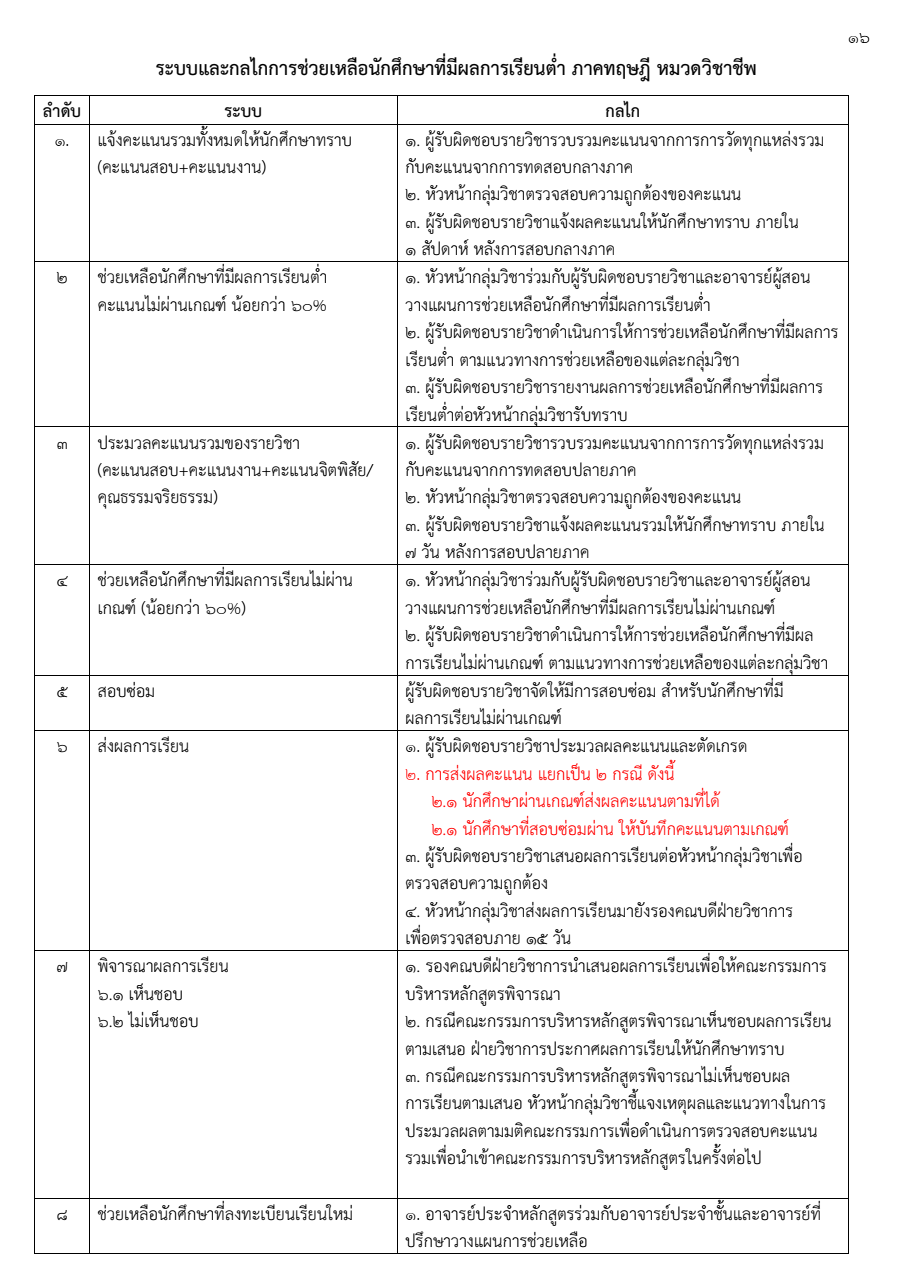 ๑๖
ระบบและกลไกการช่วยเหลือนักศึกษาที่มีผลการเรียนต่ำ ภาคทฤษฎี หมวดวิชาชีพ
ลำดับ ระบบ กลไก
๑. แจ้งคะแนนรวมทั้งหมดให้นักศึกษาทราบ
(คะแนนสอบ+คะแนนงาน)
๑. ผู้รับผิดชอบรายวิชารวบรวมคะแนนจากการการวัดทุกแหล่งรวม
กับคะแนนจากการทดสอบกลางภาค
๒. หัวหน้ากลุ่มวิชาตรวจสอบความถูกต้องของคะแนน
๓. ผู้รับผิดชอบรายวิชาแจ้งผลคะแนนให้นักศึกษาทราบ ภายใน
๑ สัปดาห์ หลังการสอบกลางภาค
๒ ช่วยเหลือนักศึกษาที่มีผลการเรียนต่ำ
คะแนนไม่ผ่านเกณฑ์ น้อยกว่า ๖๐%
๑. หัวหน้ากลุ่มวิชาร่วมกับผู้รับผิดชอบรายวิชาและอาจารย์ผู้สอน
วางแผนการช่วยเหลือนักศึกษาที่มีผลการเรียนต่ำ
๒. ผู้รับผิดชอบรายวิชาดำเนินการให้การช่วยเหลือนักศึกษาที่มีผลการ
เรียนต่ำ ตามแนวทางการช่วยเหลือของแต่ละกลุ่มวิชา
๓. ผู้รับผิดชอบรายวิชารายงานผลการช่วยเหลือนักศึกษาที่มีผลการ
เรียนต่ำต่อหัวหน้ากลุ่มวิชารับทราบ
๓ ประมวลคะแนนรวมของรายวิชา
(คะแนนสอบ+คะแนนงาน+คะแนนจิตพิสัย/
คุณธรรมจริยธรรม)
๑. ผู้รับผิดชอบรายวิชารวบรวมคะแนนจากการการวัดทุกแหล่งรวม
กับคะแนนจากการทดสอบปลายภาค
๒. หัวหน้ากลุ่มวิชาตรวจสอบความถูกต้องของคะแนน
๓. ผู้รับผิดชอบรายวิชาแจ้งผลคะแนนรวมให้นักศึกษาทราบ ภายใน
๗ วัน หลังการสอบปลายภาค
๔ ช่วยเหลือนักศึกษาที่มีผลการเรียนไม่ผ่าน
เกณฑ์ (น้อยกว่า ๖๐%)
๑. หัวหน้ากลุ่มวิชาร่วมกับผู้รับผิดชอบรายวิชาและอาจารย์ผู้สอน
วางแผนการช่วยเหลือนักศึกษาที่มีผลการเรียนไม่ผ่านเกณฑ์
๒. ผู้รับผิดชอบรายวิชาดำเนินการให้การช่วยเหลือนักศึกษาที่มีผล
การเรียนไม่ผ่านเกณฑ์ ตามแนวทางการช่วยเหลือของแต่ละกลุ่มวิชา
๕ สอบซ่อม
ผู้รับผิดชอบรายวิชาจัดให้มีการสอบซ่อม สำหรับนักศึกษาที่มี
ผลการเรียนไม่ผ่านเกณฑ์
๖ ส่งผลการเรียน
๑. ผู้รับผิดชอบรายวิชาประมวลผลคะแนนและตัดเกรด
๒. การส่งผลคะแนน แยกเป็น ๒ กรณี ดังนี้
๒.๑ นักศึกษาผ่านเกณฑ์ส่งผลคะแนนตามที่ได้
๒.๑ นักศึกษาที่สอบซ่อมผ่าน ให้บันทึกคะแนนตามเกณฑ์
๓. ผู้รับผิดชอบรายวิชาเสนอผลการเรียนต่อหัวหน้ากลุ่มวิชาเพื่อ
ตรวจสอบความถูกต้อง
๔. หัวหน้ากลุ่มวิชาส่งผลการเรียนมายังรองคณบดีฝ่ายวิชาการ
เพื่อตรวจสอบภาย ๑๕ วัน
๗ พิจารณาผลการเรียน
๖.๑ เห็นชอบ
๖.๒ ไม่เห็นชอบ
๑. รองคณบดีฝ่ายวิชาการนำเสนอผลการเรียนเพื่อให้คณะกรรมการ
บริหารหลักสูตรพิจารณา
๒. กรณีคณะกรรมการบริหารหลักสูตรพิจารณาเห็นชอบผลการเรียน
ตามเสนอ ฝ่ายวิชาการประกาศผลการเรียนให้นักศึกษาทราบ
๓. กรณีคณะกรรมการบริหารหลักสูตรพิจารณาไม่เห็นชอบผล
การเรียนตามเสนอ หัวหน้ากลุ่มวิชาชี้แจงเหตุผลและแนวทางในการ
ประมวลผลตามมติคณะกรรมการเพื่อดำเนินการตรวจสอบคะแนน
รวมเพื่อนำเข้าคณะกรรมการบริหารหลักสูตรในครั้งต่อไป
๘ ช่วยเหลือนักศึกษาที่ลงทะเบียนเรียนใหม่
๑. อาจารย์ประจำหลักสูตรร่วมกับอาจารย์ประจำชั้นและอาจารย์ที่
ปรึกษาวางแผนการช่วยเหลือ